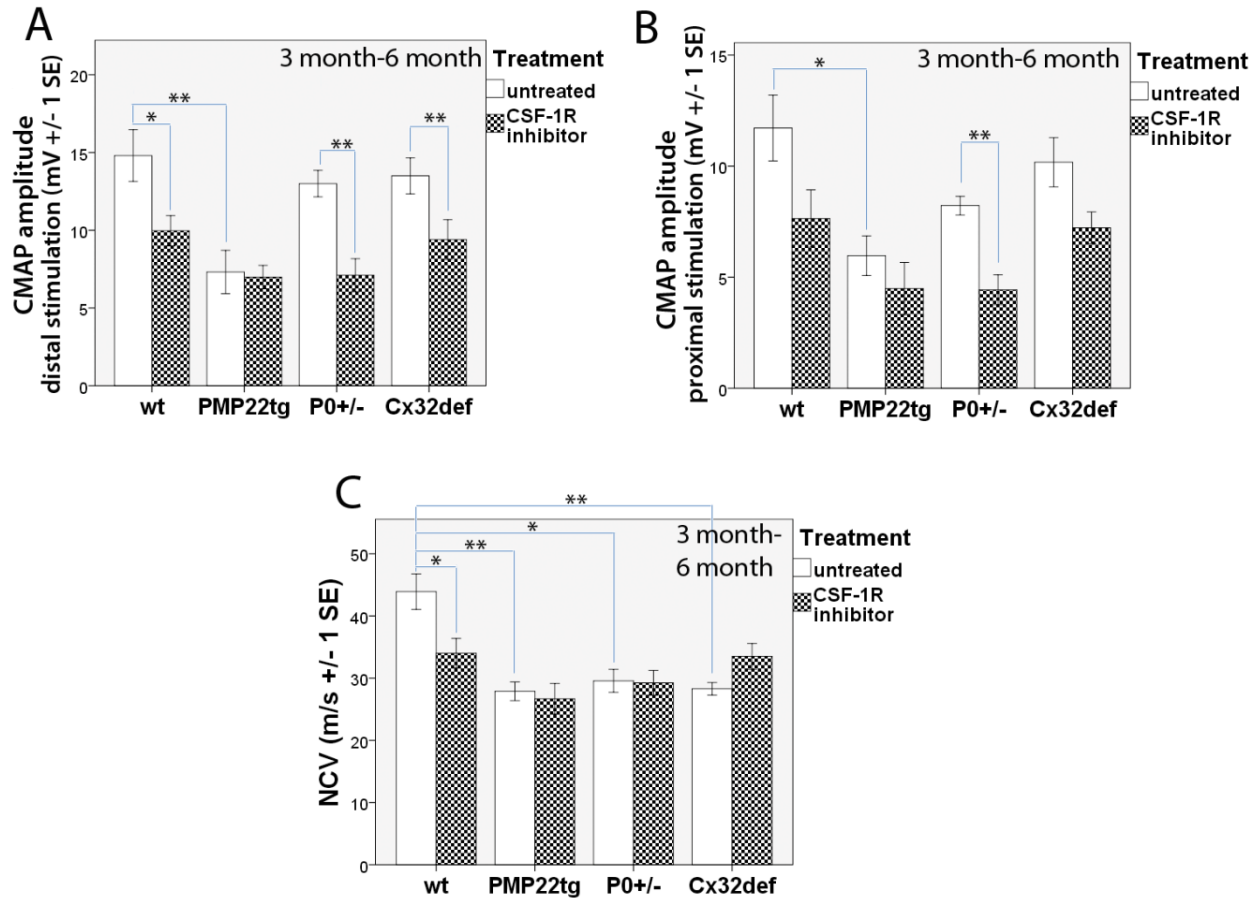 A
CMAP amplitude
distal stimulation (mV +/- 1 SE)
20
15
10
5
0
3 month-6 month
**
*
**
**
wt
PMP22tg
P0+/-
Cx32def
Treatment
untreated
CSF-1R
inhibitor
B
CMAP amplitude
proximal stimulation (mV +/- 1 SE)
15
10
5
0
3 month-6 month
*
**
wt
PMP22tg
P0+/-
Cx32def
Treatment
untreated
CSF-1R
inhibitor
C
NCV (m/s +/- 1 SE)
50
40
30
20
10
0
**
*
**
*
3 month-
6 month
wt
PMP22tg
P0+/-
Cx32def
Treatment
untreated
CSF-1R
inhibitor